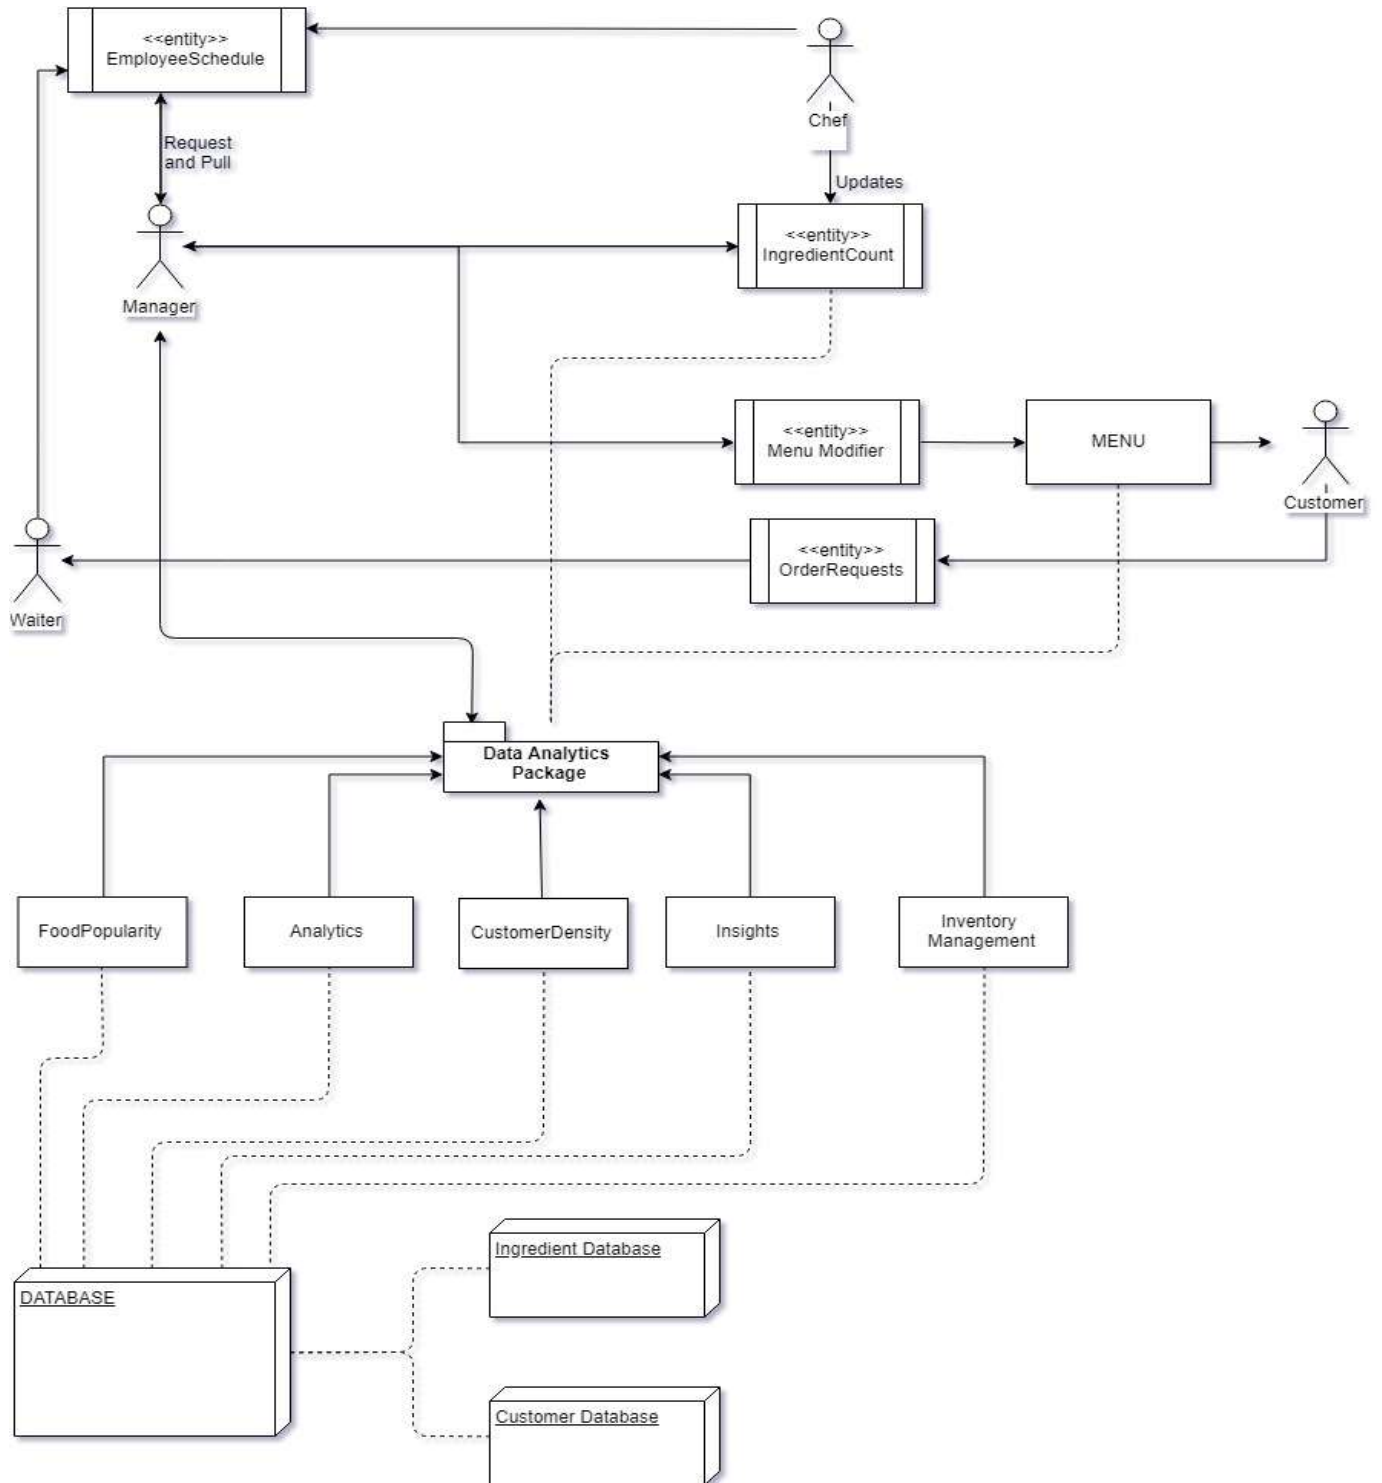 <<entity>>
EmployeeSchedule
Chef
Request
and Pull
Updates
<<entity>>
IngredientCount
Manager
<<entity>>
Menu Modifier
MENU
Customer
<<entity>>
OrderRequests
Waiter
Data Analytics
Package
FoodPopularity
Analytics
CustomerDensity
Insights
Inventory
Management
Ingredient Database
DATABASE
Customer Database